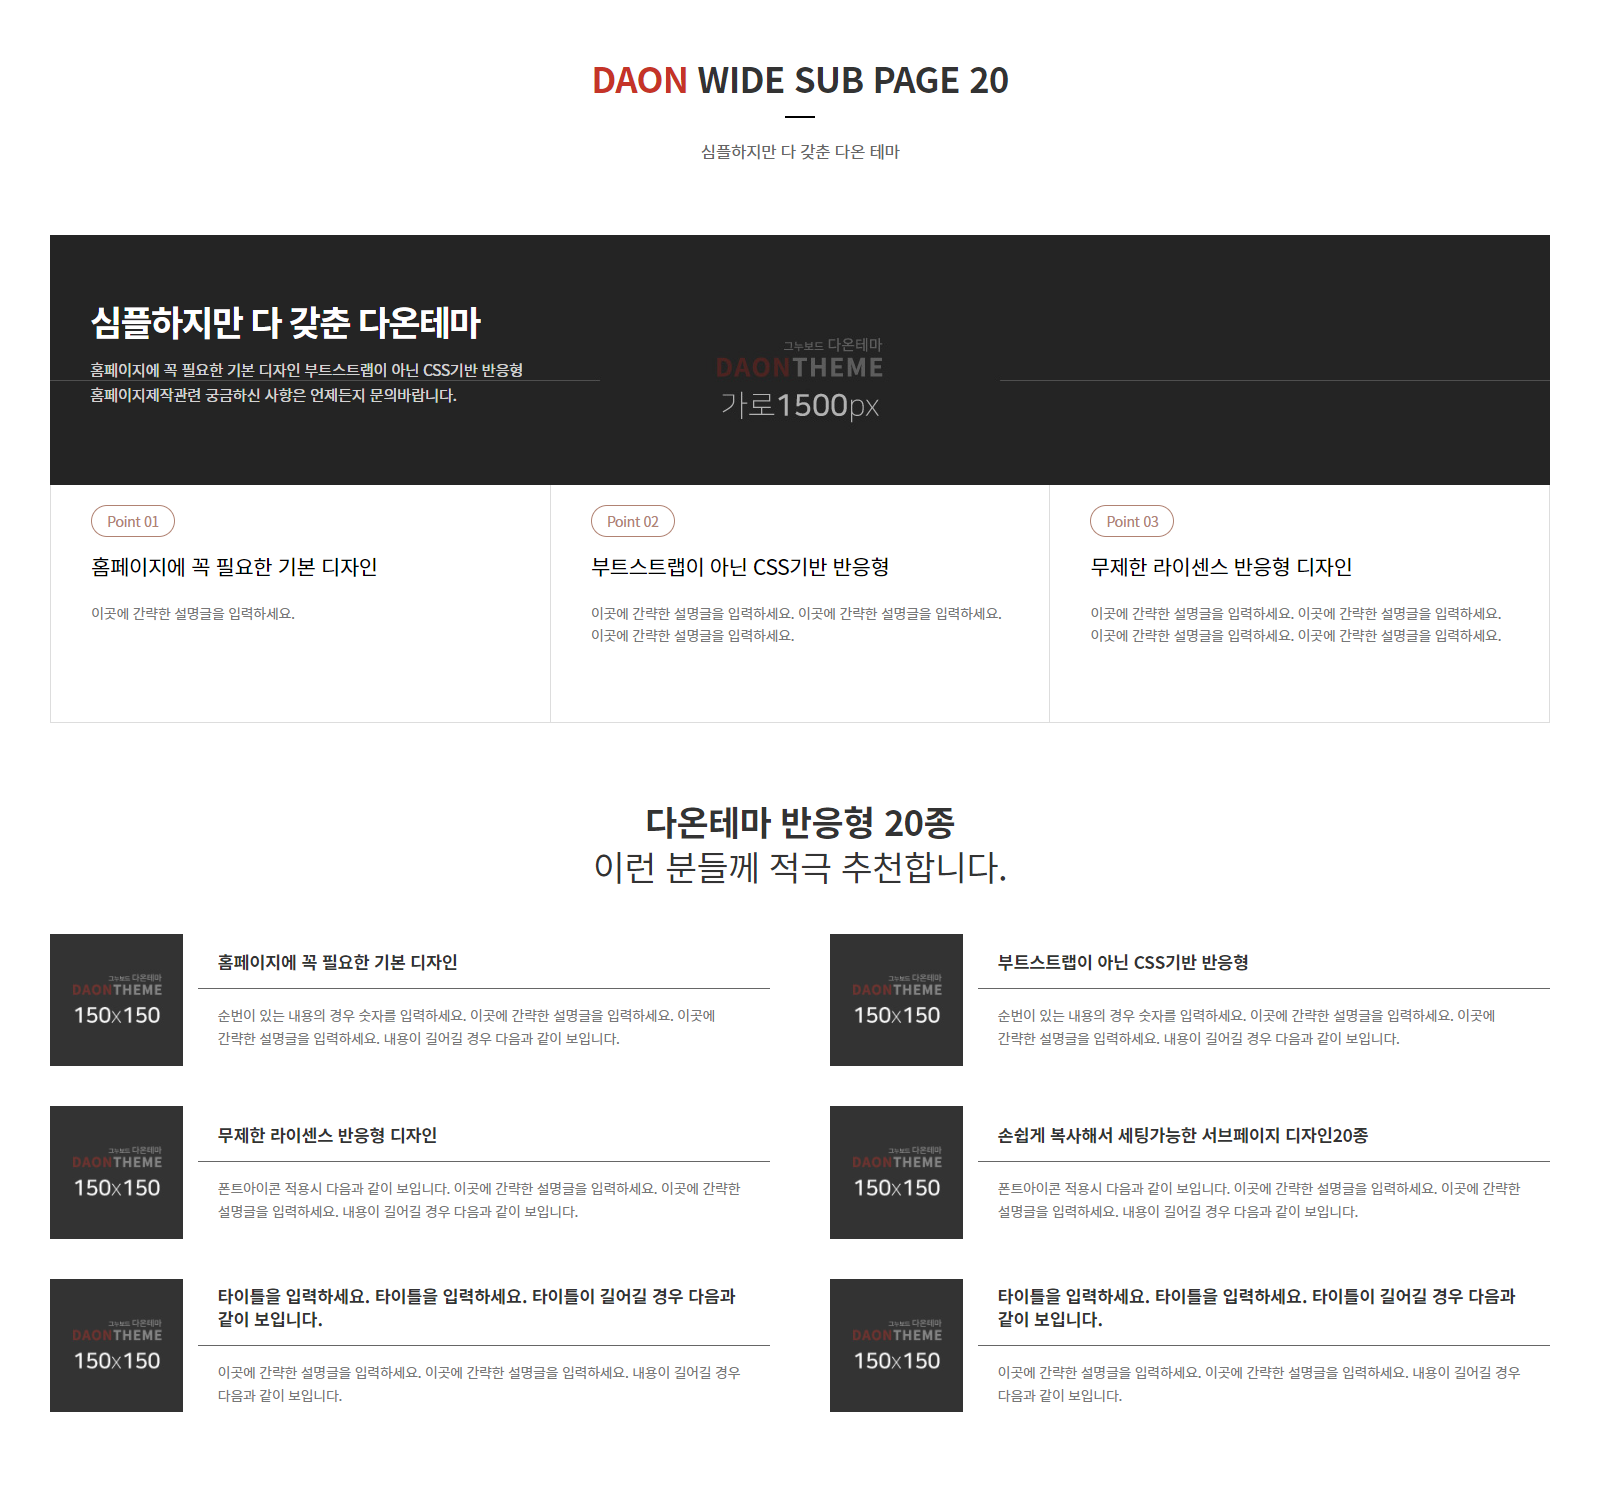 DAON WIDE SUB PAGE 20
심플하지만 다 갖춘 다온 테마
심플하지만 다 갖춘 다온테마
홈페이지에 꼭 필요한 기본 디자인 부트스트랩이 아닌 CSS기반 반응형
홈페이지제작관련 궁금하신 사항은 언제든지 문의바랍니다.
그누보드 다온테마
DAONTHEME
가로1500px
Point 01
홈페이지에 꼭 필요한 기본 디자인
이곳에 간략한 설명글을 입력하세요.
Point 02
부트스트랩이 아닌 CSS기반 반응형
이곳에 간략한 설명글을 입력하세요. 이곳에 간략한 설명글을 입력하세요.
이곳에 간략한 설명글을 입력하세요.
Point 03
무제한 라이센스 반응형 디자인
이곳에 간략한 설명글을 입력하세요. 이곳에 간략한 설명글을 입력하세요.
이곳에 간략한 설명글을 입력하세요. 이곳에 간략한 설명글을 입력하세요.
다온테마 반응형 20종
이런 분들께 적극 추천합니다.
그누보드 다온테마
DAONTHEME
150x150
홈페이지에 꼭 필요한 기본 디자인
순번이 있는 내용의 경우 숫자를 입력하세요. 이곳에 간략한 설명글을 입력하세요. 이곳에
간략한 설명글을 입력하세요. 내용이 길어길 경우 다음과 같이 보입니다.
그누보드 다온테마
DAONTHEME
150x150
부트스트랩이 아닌 CSS기반 반응형
순번이 있는 내용의 경우 숫자를 입력하세요. 이곳에 간략한 설명글을 입력하세요. 이곳에
간략한 설명글을 입력하세요. 내용이 길어길 경우 다음과 같이 보입니다.
그누보드 다온테마
DAONTHEME
150x150
무제한 라이센스 반응형 디자인
폰트아이콘 적용시 다음과 같이 보입니다. 이곳에 간략한 설명글을 입력하세요. 이곳에 간략한
설명글을 입력하세요. 내용이 길어길 경우 다음과 같이 보입니다.
그누보드 다온테마
DAONTHEME
150x150
손쉽게 복사해서 세팅가능한 서브페이지 디자인20종
폰트아이콘 적용시 다음과 같이 보입니다. 이곳에 간략한 설명글을 입력하세요. 이곳에 간략한
설명글을 입력하세요. 내용이 길어길 경우 다음과 같이 보입니다.
그누보드 다온테마
DAONTHEME
150x150
타이틀을 입력하세요. 타이틀을 입력하세요. 타이틀이 길어길 경우 다음과
같이 보입니다.
이곳에 간략한 설명글을 입력하세요. 이곳에 간략한 설명글을 입력하세요. 내용이 길어길 경우
다음과 같이 보입니다.
그누보드 다온테마
DAONTHEME
150x150
타이틀을 입력하세요. 타이틀을 입력하세요. 타이틀이 길어길 경우 다음과
같이 보입니다.
이곳에 간략한 설명글을 입력하세요. 이곳에 간략한 설명글을 입력하세요. 내용이 길어길 경우
다음과 같이 보입니다.